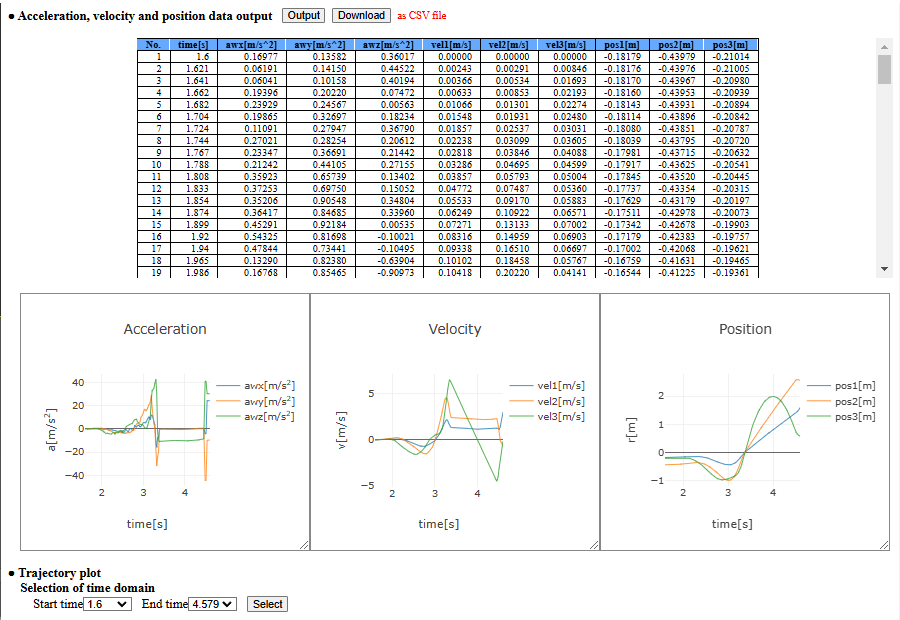 ● Acceleration, velocity and position data output Output Download as CSV file
No. time[s] awx[m/s^2] awy[m/s^2] awz[m/s^2] vel1[m/s] vel2[m/s] vel3[m/s] pos1[m] pos2[m] pos3[m]
1 1.6 0.16977 0.13582 0.36017 0.00000 0.00000 0.00000 -0.18179 -0.43979 -0.21014
2 1.621 0.06191 0.14150 0.44522 0.00243 0.00291 0.00846 -0.18176 -0.43976 -0.21005
3 1.641 0.06041 0.10158 0.40194 0.00366 0.00534 0.01693 -0.18170 -0.43967 -0.20980
4 1.662 0.19396 0.20220 0.07472 0.00633 0.00853 0.02193 -0.18160 -0.43953 -0.20939
5 1.682 0.23929 0.24567 0.00563 0.01066 0.01301 0.02274 -0.18143 -0.43931 -0.20894
6 1.704 0.19865 0.32697 0.18234 0.01548 0.01931 0.02480 -0.18114 -0.43896 -0.20842
7 1.724 0.11091 0.27947 0.36790 0.01857 0.02537 0.03031 -0.18080 -0.43851 -0.20787
8 1.744 0.27021 0.28254 0.20612 0.02238 0.03099 0.03605 -0.18039 -0.43795 -0.20720
9 1.767 0.23347 0.36691 0.21442 0.02818 0.03846 0.04088 -0.17981 -0.43715 -0.20632
10 1.788 0.21242 0.44105 0.27155 0.03286 0.04695 0.04599 -0.17917 -0.43625 -0.20541
11 1.808 0.35923 0.65739 0.13402 0.03857 0.05793 0.05004 -0.17845 -0.43520 -0.20445
12 1.833 0.37253 0.69750 0.15052 0.04772 0.07487 0.05360 -0.17737 -0.43354 -0.20315
13 1.854 0.35206 0.90548 0.34804 0.05533 0.09170 0.05883 -0.17629 -0.43179 -0.20197
14 1.874 0.36417 0.84685 0.33960 0.06249 0.10922 0.06571 -0.17511 -0.42978 -0.20073
15 1.899 0.45291 0.92184 0.00535 0.07271 0.13133 0.07002 -0.17342 -0.42678 -0.19903
16 1.92 0.54325 0.81698 -0.10021 0.08316 0.14959 0.06903 -0.17179 -0.42383 -0.19757
17 1.94 0.47844 0.73441 -0.10495 0.09338 0.16510 0.06697 -0.17002 -0.42068 -0.19621
18 1.965 0.13290 0.82380 -0.63904 0.10102 0.18458 0.05767 -0.16759 -0.41631 -0.19465
19 1.986 0.16768 0.85465 -0.90973 0.10418 0.20220 0.04141 -0.16544 -0.41225 -0.19361
Acceleration
a[m/s²]
40
20
0
−20
−40
2 3 4
time[s]
awx[m/s²]
awy[m/s²]
awz[m/s²]
Velocity
v[m/s]
5
0
−5
2 3 4
time[s]
vel1[m/s]
vel2[m/s]
vel3[m/s]
Position
r[m]
2
1
0
−1
2 3 4
time[s]
pos1[m]
pos2[m]
pos3[m]
● Trajectory plot
Selection of time domain
Start time 1.6 End time 4.579 Select